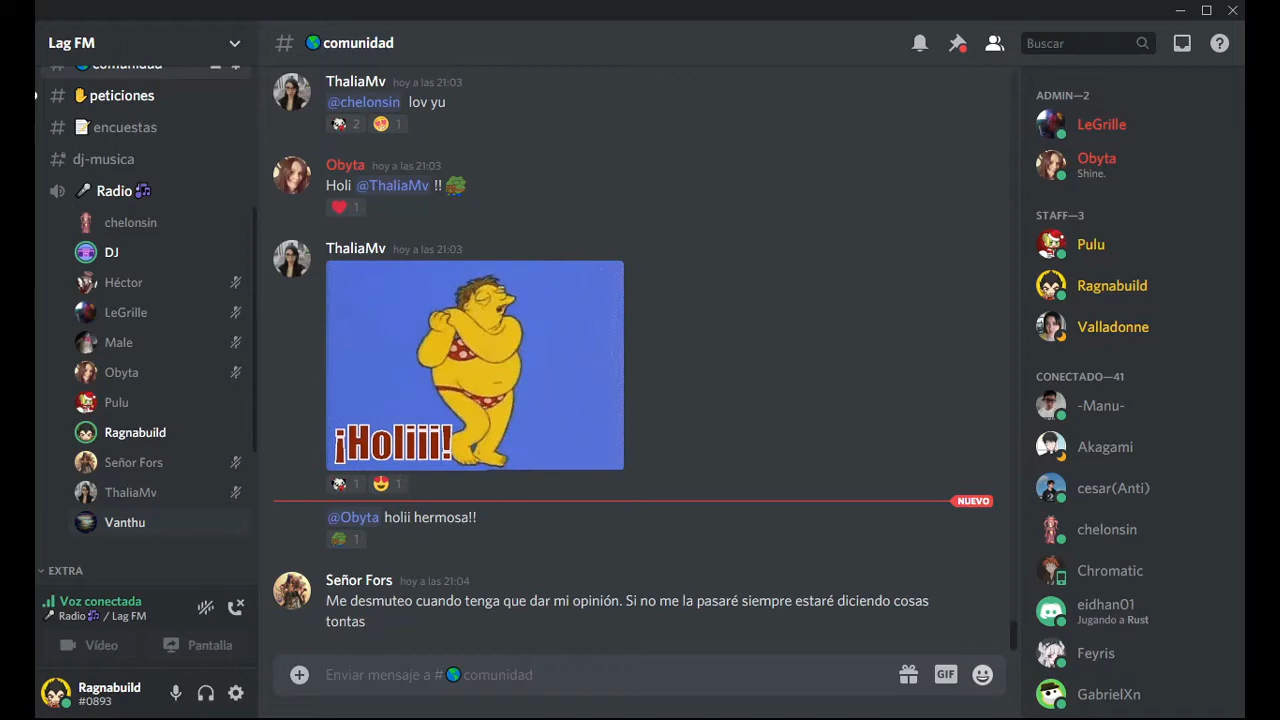 Lag FM
comunidad
peticiones
encuestas
dj-musica
Radio
chelonsin
DJ
Héctor
LeGrille
Male
Obyta
Pulu
Ragnabuild
Señor Fors
ThaliaMv
Vanthu
EXTRA
Voz conectada
Radio / Lag FM
Vídeo
Pantalla
Ragnabuild
#0893
# comunidad
Buscar
ThaliaMv hoy a las 21:03
@chelonsin lov yu
2 1
Obyta hoy a las 21:03
Holi @ThaliaMv !!
1
ThaliaMv hoy a las 21:03
¡Holiii!
1 1
NUEVO
@Obyta holii hermosa!!
1
Señor Fors hoy a las 21:04
Me desmuteo cuando tenga que dar mi opinión. Si no me la pasaré siempre estaré diciendo cosas
tontas
Enviar mensaje a # comunidad
GIF
ADMIN—2
LeGrille
Obyta
Shine.
STAFF—3
Pulu
Ragnabuild
Valladonne
CONECTADO—41
-Manu-
Akagami
cesar(Anti)
chelonsin
Chromatic
eidhan01
Jugando a Rust
Feyris
GabrielXn